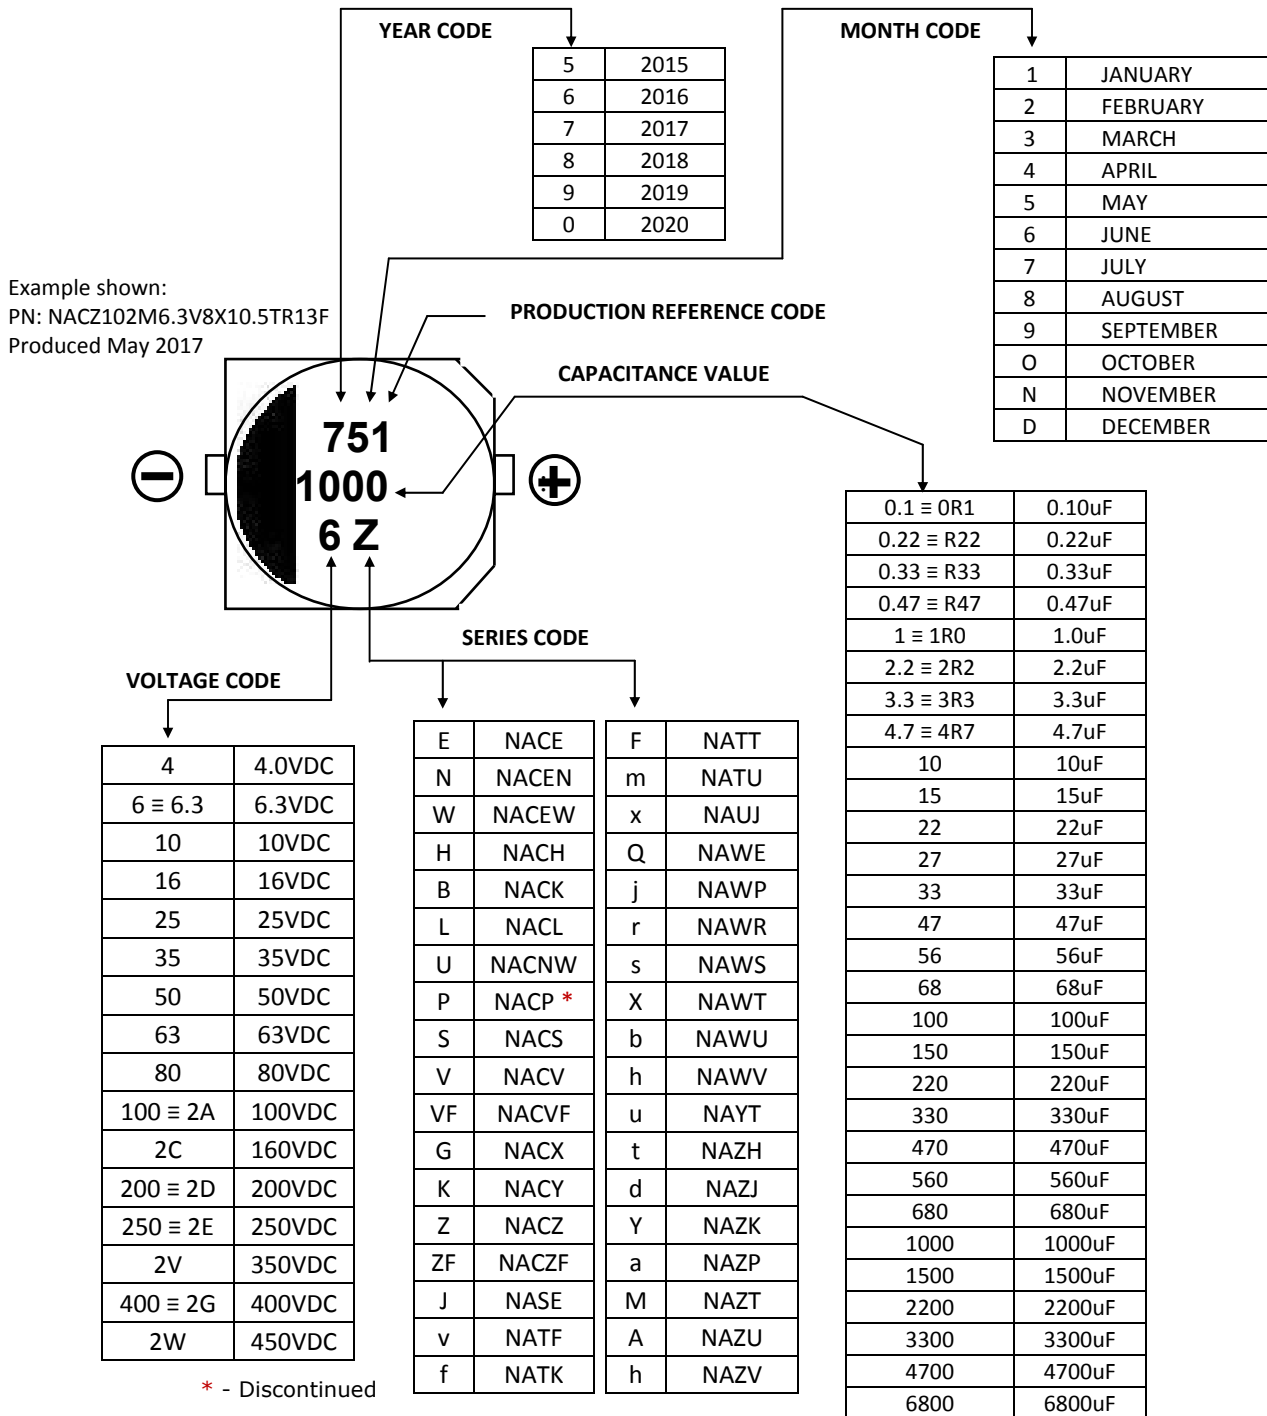 YEAR CODE
5 2015
6 2016
7 2017
8 2018
9 2019
0 2020
MONTH CODE
1 JANUARY
2 FEBRUARY
3 MARCH
4 APRIL
5 MAY
6 JUNE
7 JULY
8 AUGUST
9 SEPTEMBER
O OCTOBER
N NOVEMBER
D DECEMBER
Example shown:
PN: NACZ102M6.3V8X10.5TR13F
Produced May 2017
PRODUCTION REFERENCE CODE
CAPACITANCE VALUE
751
1000
6 Z
SERIES CODE
VOLTAGE CODE
4 4.0VDC
6 ≡ 6.3 6.3VDC
10 10VDC
16 16VDC
25 25VDC
35 35VDC
50 50VDC
63 63VDC
80 80VDC
100 ≡ 2A 100VDC
2C 160VDC
200 ≡ 2D 200VDC
250 ≡ 2E 250VDC
2V 350VDC
400 ≡ 2G 400VDC
2W 450VDC
* - Discontinued
E NACE
N NACEN
W NACEW
H NACH
B NACK
L NACL
U NACNW
P NACP *
S NACS
V NACV
VF NACVF
G NACX
K NACY
Z NACZ
ZF NACZF
J NASE
v NATF
f NATK
F NATT
m NATU
x NAUJ
Q NAWE
j NAWP
r NAWR
s NAWS
X NAWT
b NAWU
h NAWV
u NAYT
t NAZH
d NAZJ
Y NAZK
a NAZP
M NAZT
A NAZU
h NAZV
0.1 ≡ 0R1 0.10uF
0.22 ≡ R22 0.22uF
0.33 ≡ R33 0.33uF
0.47 ≡ R47 0.47uF
1 ≡ 1R0 1.0uF
2.2 ≡ 2R2 2.2uF
3.3 ≡ 3R3 3.3uF
4.7 ≡ 4R7 4.7uF
10 10uF
15 15uF
22 22uF
27 27uF
33 33uF
47 47uF
56 56uF
68 68uF
100 100uF
150 150uF
220 220uF
330 330uF
470 470uF
560 560uF
680 680uF
1000 1000uF
1500 1500uF
2200 2200uF
3300 3300uF
4700 4700uF
6800 6800uF